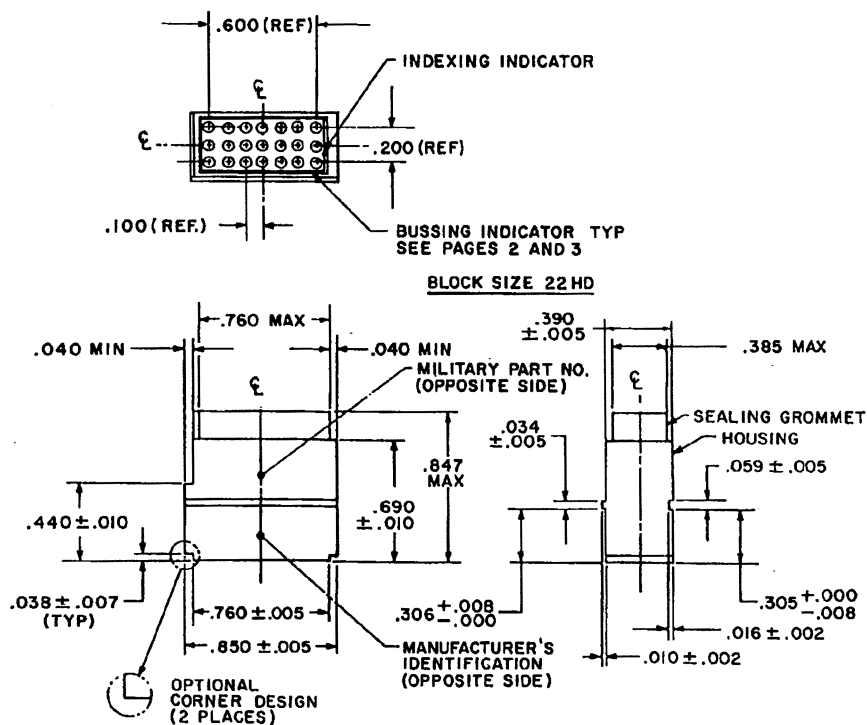 .600 (REF)
INDEXING INDICATOR
℄
℄
.200 (REF)
.100 (REF.)
BUSSING INDICATOR TYP
SEE PAGES 2 AND 3
BLOCK SIZE 22 HD
.760 MAX
.390
±.005
.040 MIN
.040 MIN
.385 MAX
MILITARY PART NO.
(OPPOSITE SIDE)
℄
℄
SEALING GROMMET
.034
±.005
HOUSING
.847
MAX
.059 ±.005
.690
±.010
.440 ±.010
.038 ±.007
(TYP)
.760 ±.005
.306 +.008
-.000
.305 +.000
-.008
.850 ±.005
MANUFACTURER'S
IDENTIFICATION
(OPPOSITE SIDE)
.016 ±.002
.010 ±.002
OPTIONAL
CORNER DESIGN
(2 PLACES)